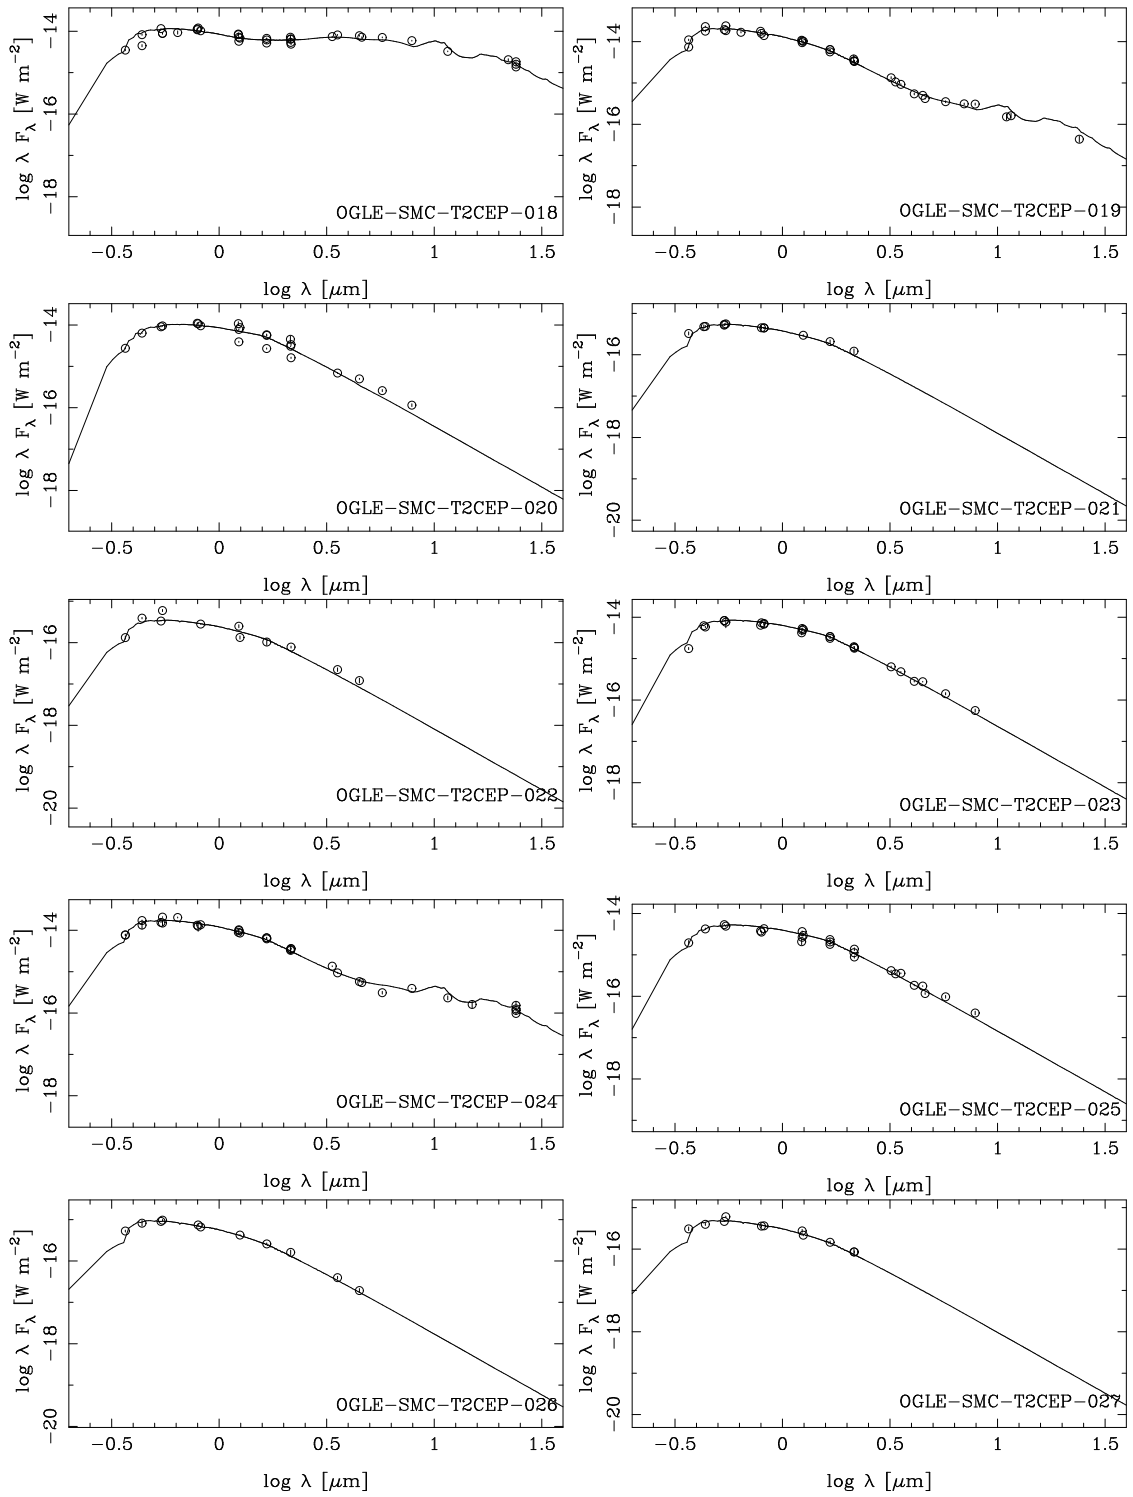 log λ Fλ [W m−2]
−14
−16
−18
OGLE−SMC−T2CEP−018
−0.5 0 0.5 1 1.5
log λ [μm]
log λ Fλ [W m−2]
−14
−16
−18
OGLE−SMC−T2CEP−019
−0.5 0 0.5 1 1.5
log λ [μm]
log λ Fλ [W m−2]
−14
−16
−18
OGLE−SMC−T2CEP−020
−0.5 0 0.5 1 1.5
log λ [μm]
log λ Fλ [W m−2]
−16
−18
−20
OGLE−SMC−T2CEP−021
−0.5 0 0.5 1 1.5
log λ [μm]
log λ Fλ [W m−2]
−16
−18
−20
OGLE−SMC−T2CEP−022
−0.5 0 0.5 1 1.5
log λ [μm]
log λ Fλ [W m−2]
−14
−16
−18
OGLE−SMC−T2CEP−023
−0.5 0 0.5 1 1.5
log λ [μm]
log λ Fλ [W m−2]
−14
−16
−18
OGLE−SMC−T2CEP−024
−0.5 0 0.5 1 1.5
log λ [μm]
log λ Fλ [W m−2]
−14
−16
−18
OGLE−SMC−T2CEP−025
−0.5 0 0.5 1 1.5
log λ [μm]
log λ Fλ [W m−2]
−16
−18
−20
OGLE−SMC−T2CEP−026
−0.5 0 0.5 1 1.5
log λ [μm]
log λ Fλ [W m−2]
−16
−18
−20
OGLE−SMC−T2CEP−027
−0.5 0 0.5 1 1.5
log λ [μm]